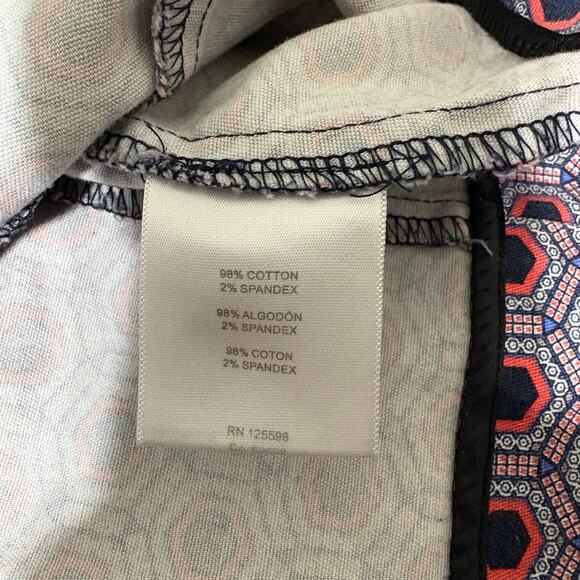 98% COTTON
2% SPANDEX
98% ALGODÓN
2% SPANDEX
98% COTON
2% SPANDEX
RN 125598